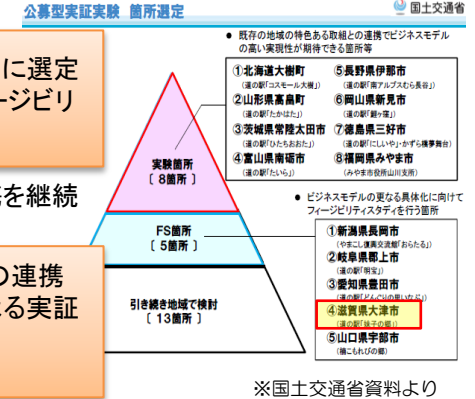 公募型実証実験 箇所選定
国土交通省
に選定
ージビリ
を継続
の連携
よる実証
実験箇所
〔 8箇所 〕
FS箇所
〔 5箇所 〕
引き続き地域で検討
〔 13箇所 〕
● 既存の地域の特色ある取組との連携でビジネスモデル
の高い実現性が期待できる箇所等
①北海道大樹町
(道の駅「コスモール大樹」)
②山形県高畠町
(道の駅「たかはた」)
③茨城県常陸太田市
(道の駅「ひたちおおた」)
④富山県南砺市
(道の駅「たいら」)
⑤長野県伊那市
(道の駅「南アルプスむら長谷」)
⑥岡山県新見市
(道の駅「鯉が窪」)
⑦徳島県三好市
(道の駅「にしいや」・かずら橋夢舞台)
⑧福岡県みやま市
(みやま市役所山川支所)
● ビジネスモデルの更なる具体化に向けて
フィージビリティスタディを行う箇所
①新潟県長岡市
(やまこし復興交流館「おらたる」)
②岐阜県郡上市
(道の駅「明宝」)
③愛知県豊田市
(道の駅「どんぐりの里いなぶ」)
④滋賀県大津市
(道の駅「妹子の郷」)
⑤山口県宇部市
(楠こもれびの郷)
※国土交通省資料より